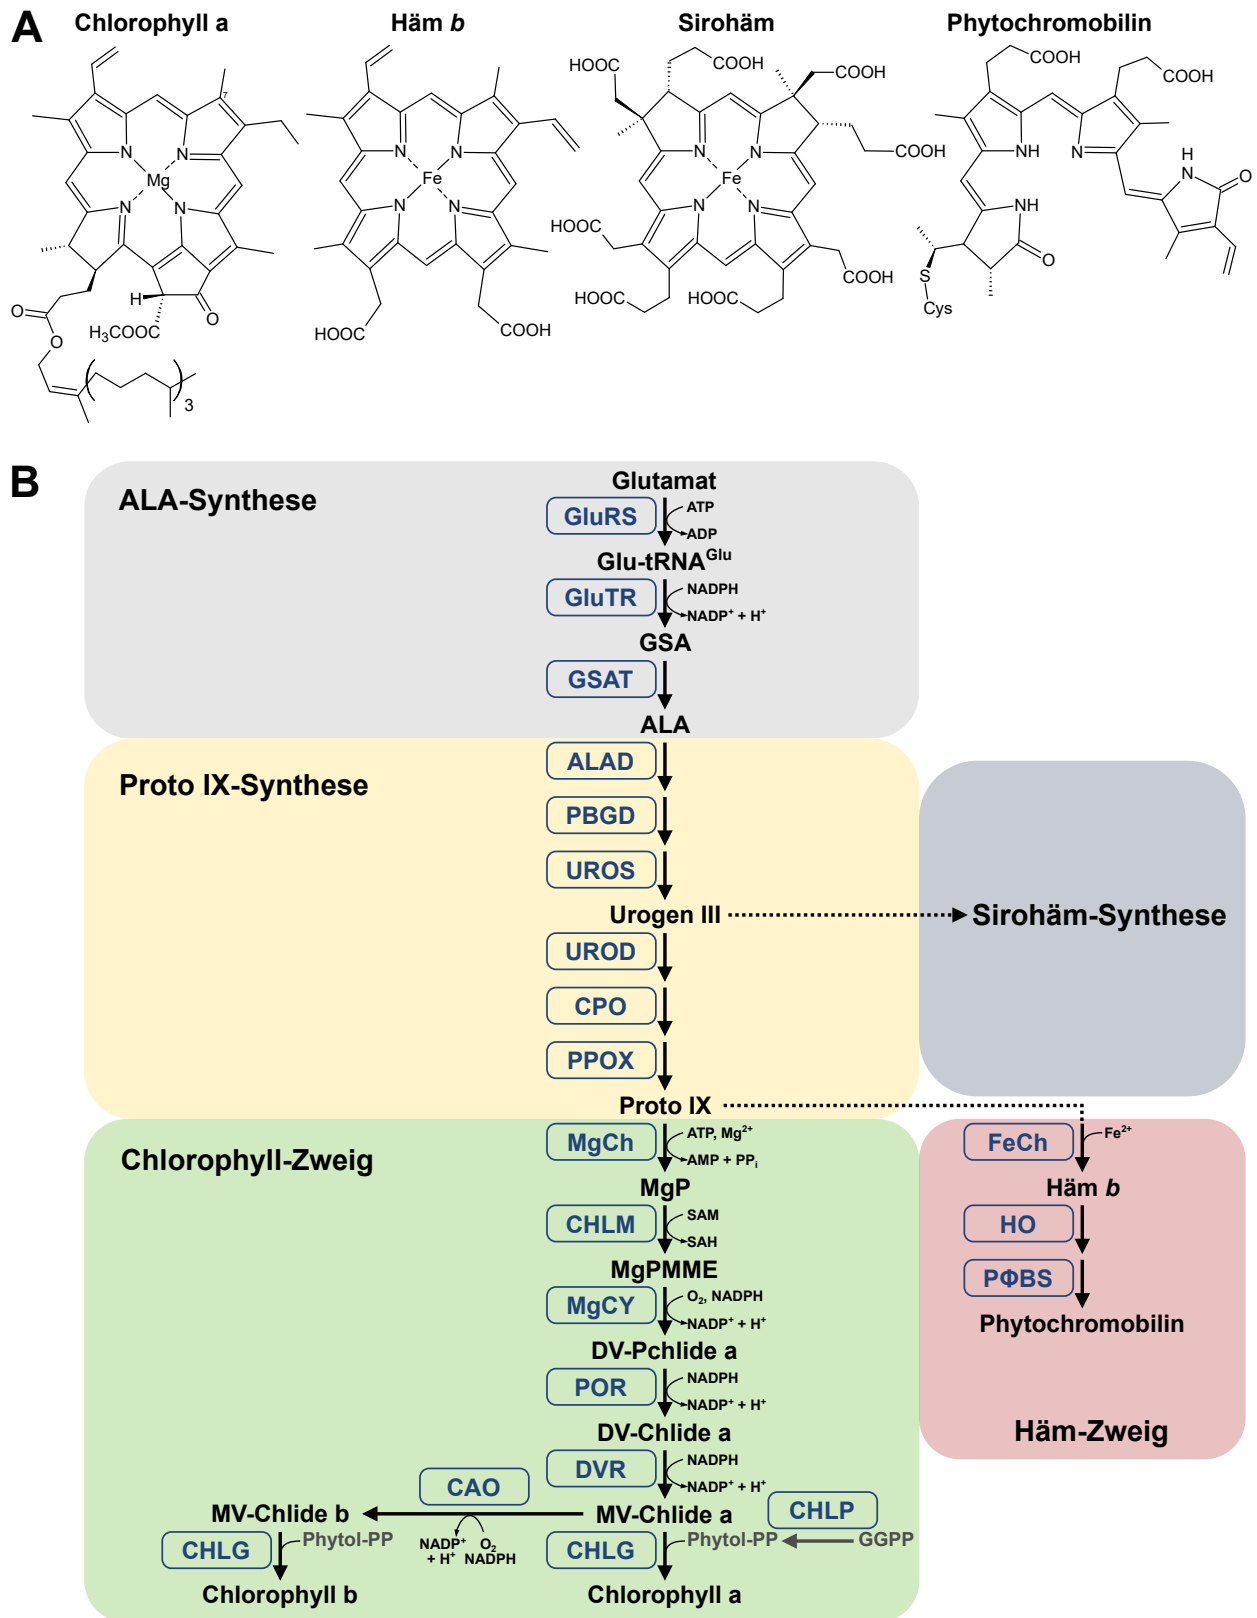 A
Chlorophyll a
Häm b
Sirohäm
Phytochromobilin
7
N
N
Mg
N
N
H
O
O
O
H₃COOC
3
N
N
Fe
N
N
HOOC
COOH
HOOC
COOH
COOH
COOH
N
N
Fe
N
N
HOOC
COOH
HOOC
HOOC
COOH
COOH
NH
N
H
N
O
NH
O
S
Cys
B
ALA-Synthese
Glutamat
GluRS
ATP
ADP
Glu-tRNA^Glu
GluTR
NADPH
NADP⁺ + H⁺
GSA
GSAT
ALA
Proto IX-Synthese
ALAD
PBGD
UROS
Urogen III
Sirohäm-Synthese
UROD
CPO
PPOX
Proto IX
Chlorophyll-Zweig
MgCh
ATP, Mg²⁺
AMP + PPᵢ
MgP
CHLM
SAM
SAH
MgPMME
MgCY
O₂, NADPH
NADP⁺ + H⁺
DV-Pchlide a
POR
NADPH
NADP⁺ + H⁺
DV-Chlide a
DVR
NADPH
NADP⁺ + H⁺
CAO
MV-Chlide b
MV-Chlide a
CHLP
NADP⁺
+ H⁺
O₂
NADPH
CHLG
Phytol-PP
CHLG
Phytol-PP
GGPP
Chlorophyll b
Chlorophyll a
FeCh
Fe²⁺
Häm b
HO
PΦBS
Phytochromobilin
Häm-Zweig